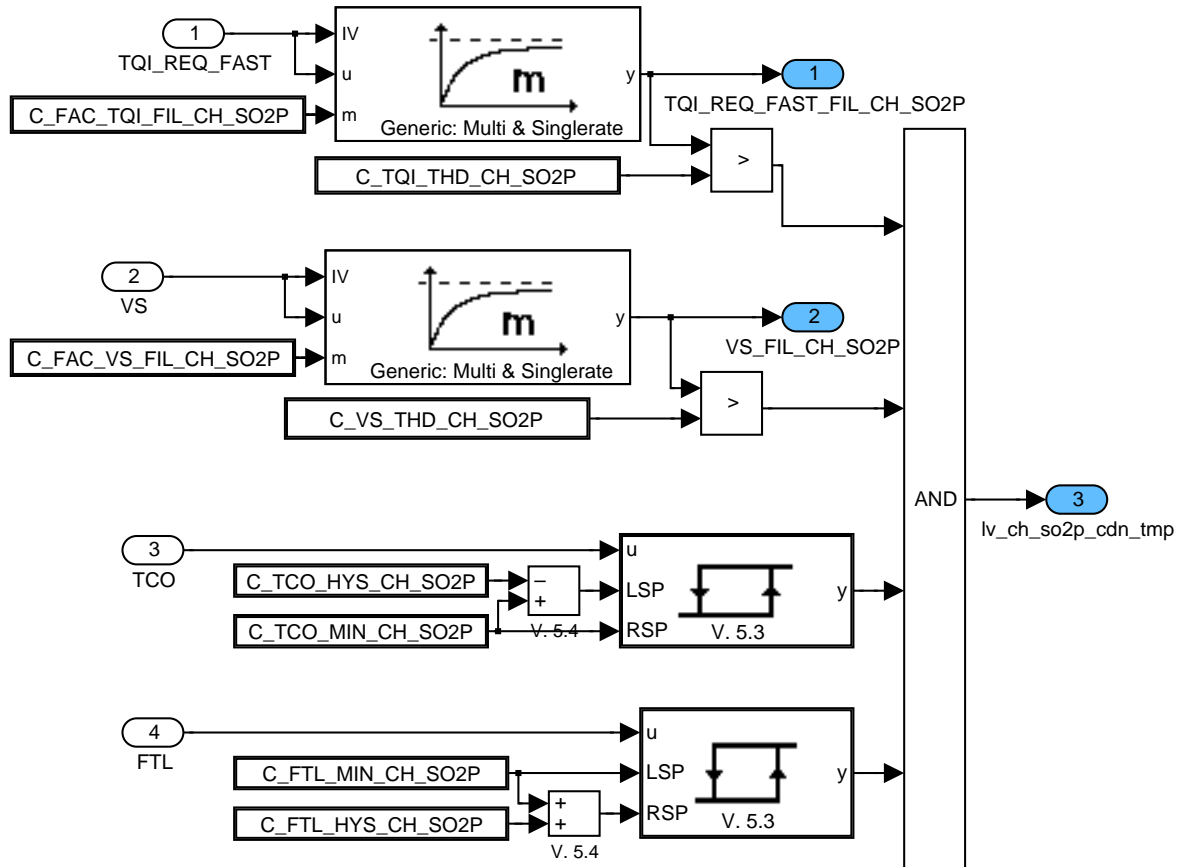 1
TQI_REQ_FAST
C_FAC_TQI_FIL_CH_SO2P
IV
u
m
m
y
Generic: Multi & Singlerate
1
TQI_REQ_FAST_FIL_CH_SO2P
C_TQI_THD_CH_SO2P
>
2
VS
C_FAC_VS_FIL_CH_SO2P
IV
u
m
m
y
Generic: Multi & Singlerate
2
VS_FIL_CH_SO2P
C_VS_THD_CH_SO2P
>
AND
3
lv_ch_so2p_cdn_tmp
3
TCO
C_TCO_HYS_CH_SO2P
C_TCO_MIN_CH_SO2P
–
+
V. 5.4
u
LSP
RSP
y
V. 5.3
4
FTL
C_FTL_MIN_CH_SO2P
C_FTL_HYS_CH_SO2P
+
+
V. 5.4
u
LSP
RSP
y
V. 5.3